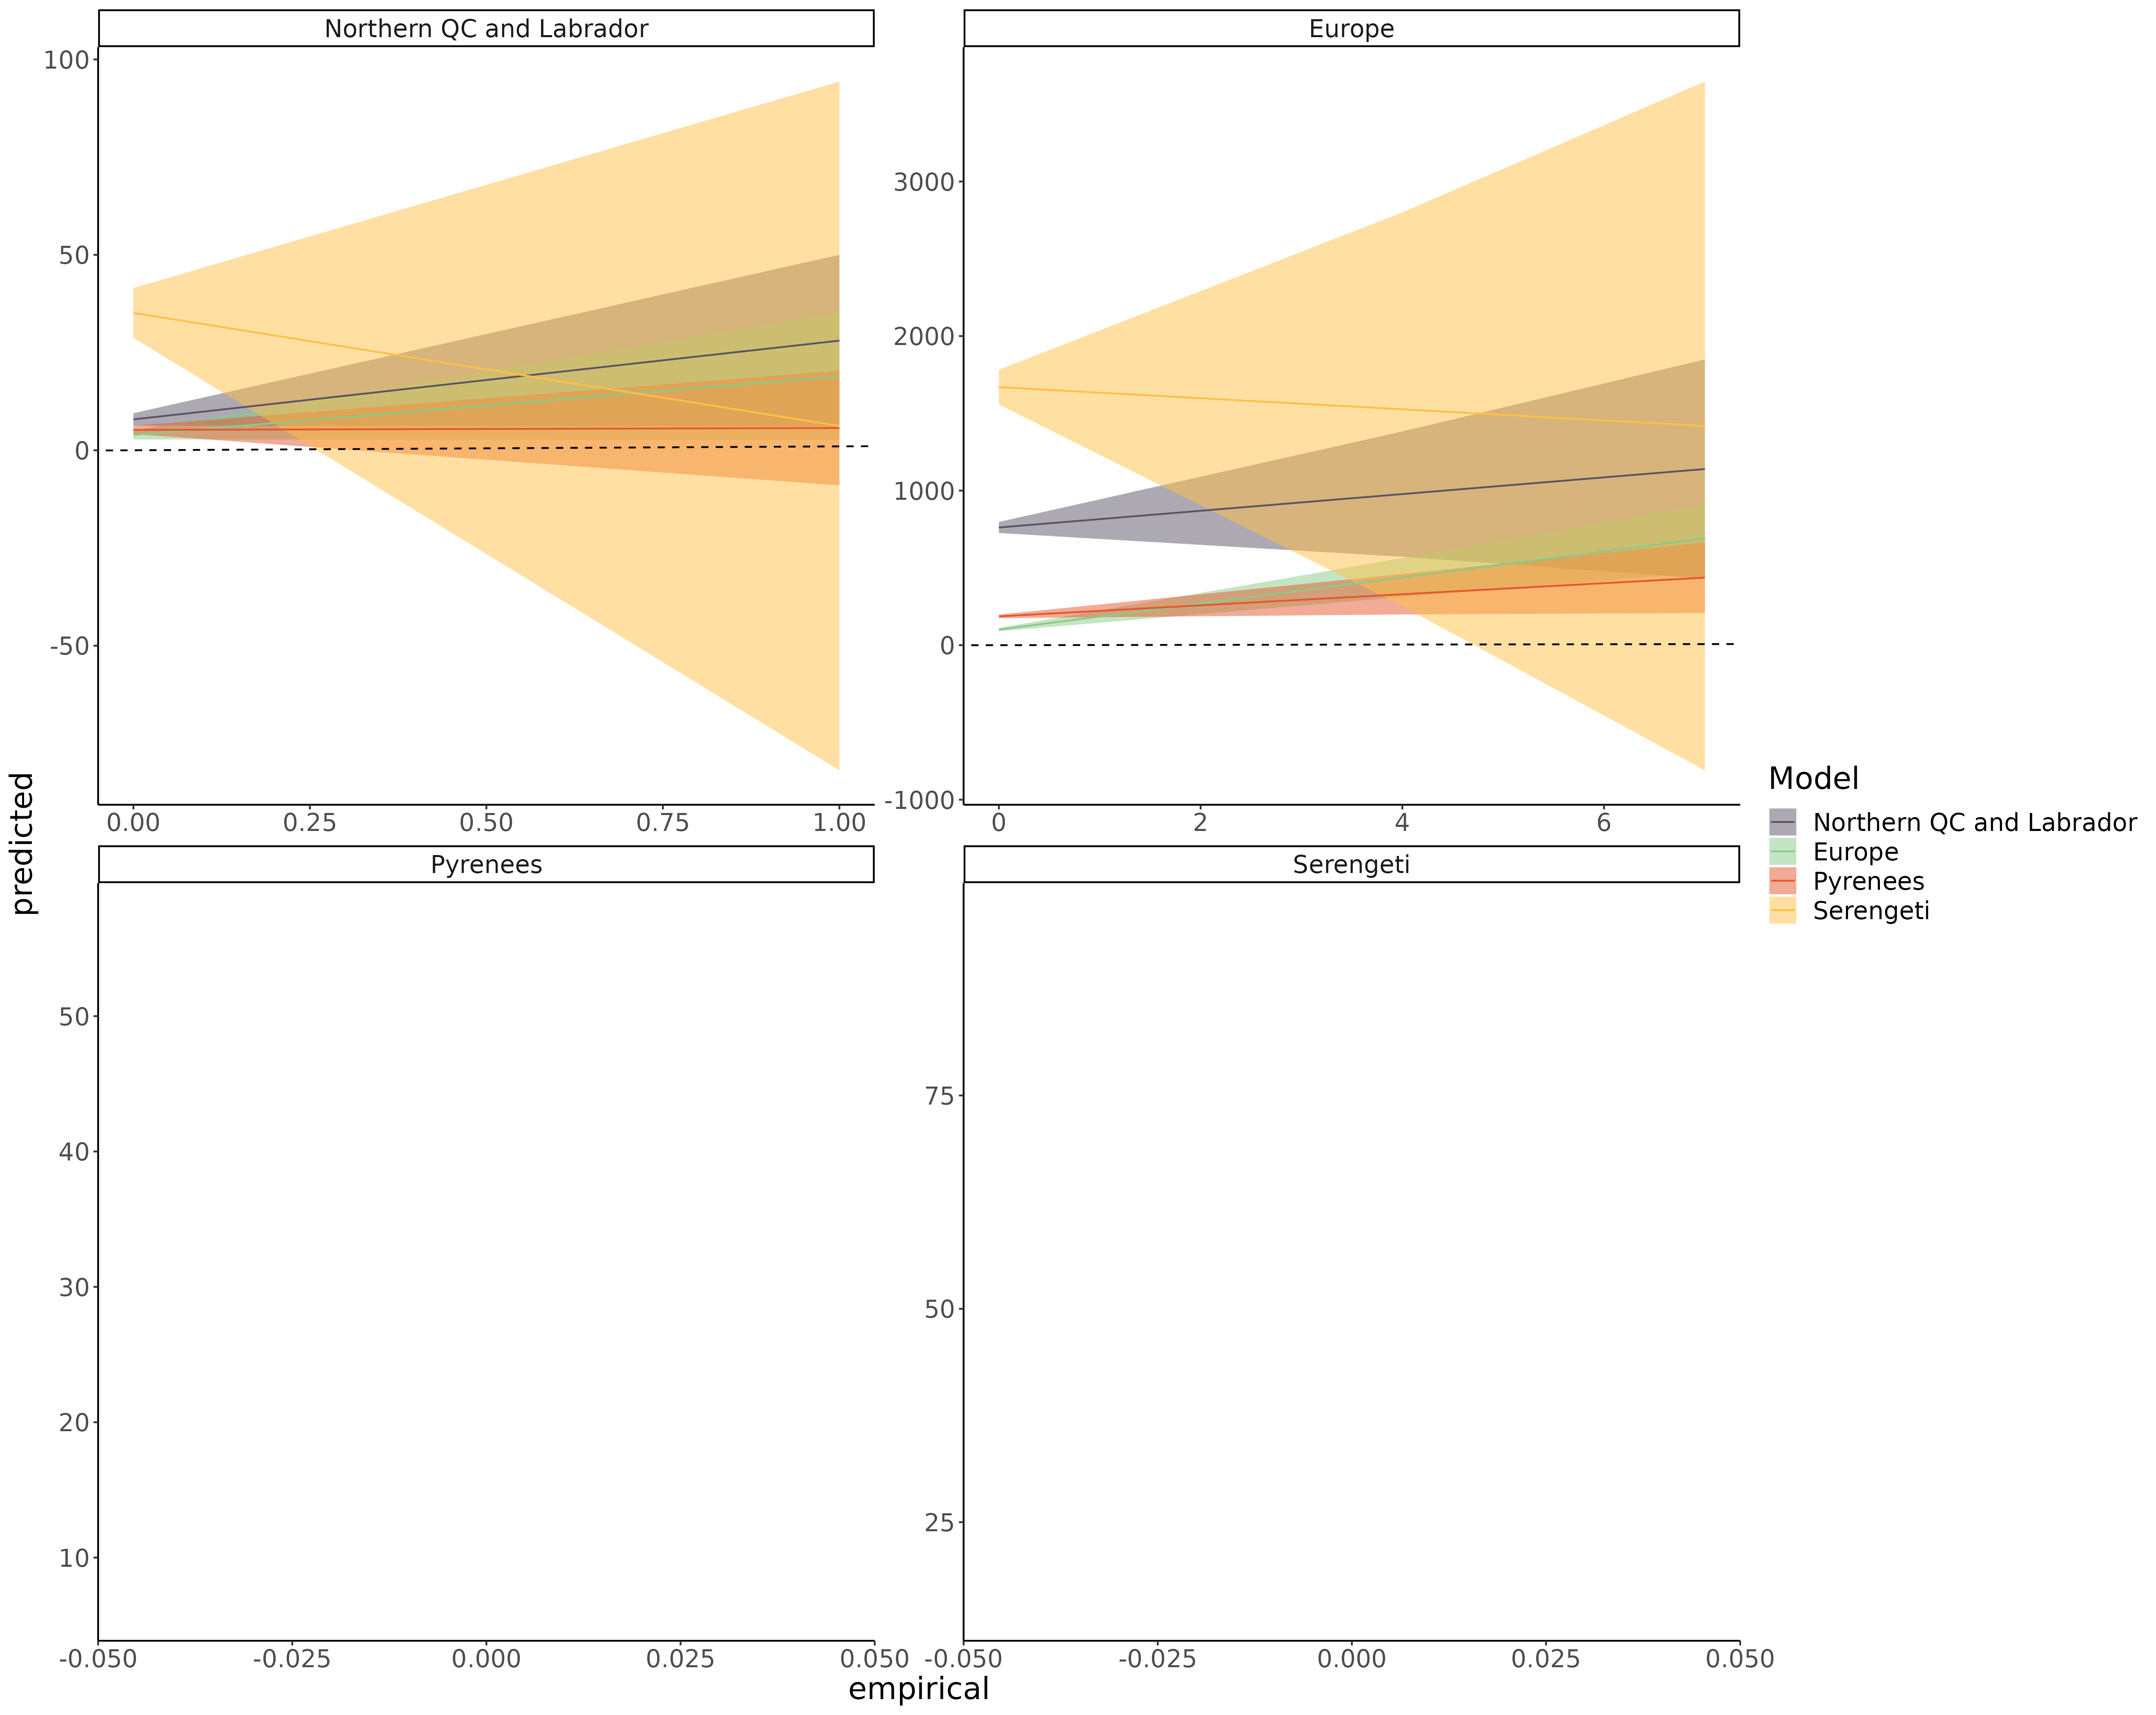 Northern QC and Labrador
Europe
100
50
0
-50
3000
2000
1000
0
-1000
0.00 0.25 0.50 0.75 1.00
0 2 4 6
predicted
Pyrenees
Serengeti
50
40
30
20
10
75
50
25
-0.050 -0.025 0.000 0.025 0.050
-0.050 -0.025 0.000 0.025 0.050
empirical
Model
Northern QC and Labrador
Europe
Pyrenees
Serengeti